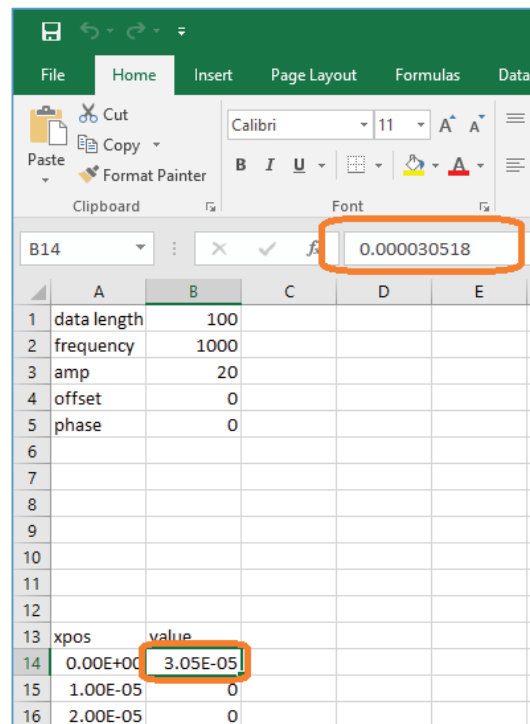 File Home Insert Page Layout Formulas Data
Cut
Copy
Paste
Format Painter
Calibri 11 A A
B I U A
Clipboard Font
B14 fx 0.000030518
A B C D E
1 data length 100
2 frequency 1000
3 amp 20
4 offset 0
5 phase 0
6
7
8
9
10
11
12
13 xpos value
14 0.00E+00 3.05E-05
15 1.00E-05 0
16 2.00E-05 0